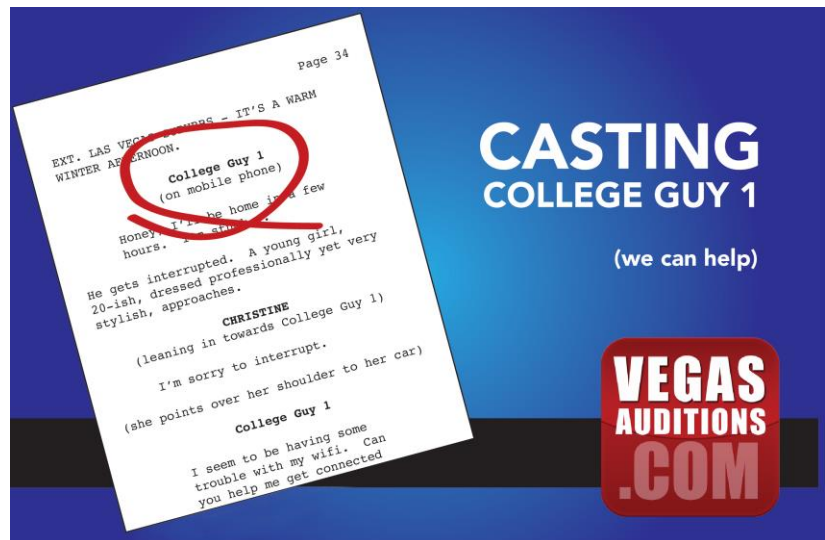 Page 34
EXT. LAS VEGAS SUBURBS - IT'S A WARM
WINTER AFTERNOON.
College Guy 1
(on mobile phone)
Honey, I'll be home in a few
hours.
He gets interrupted. A young girl,
20-ish, dressed professionally yet very
stylish, approaches.
CHRISTINE
(leaning in towards College Guy 1)
I'm sorry to interrupt.
(she points over her shoulder to her car)
College Guy 1
I seem to be having some
trouble with my wifi. Can
you help me get connected
CASTING
COLLEGE GUY 1
(we can help)
VEGAS
AUDITIONS
.COM